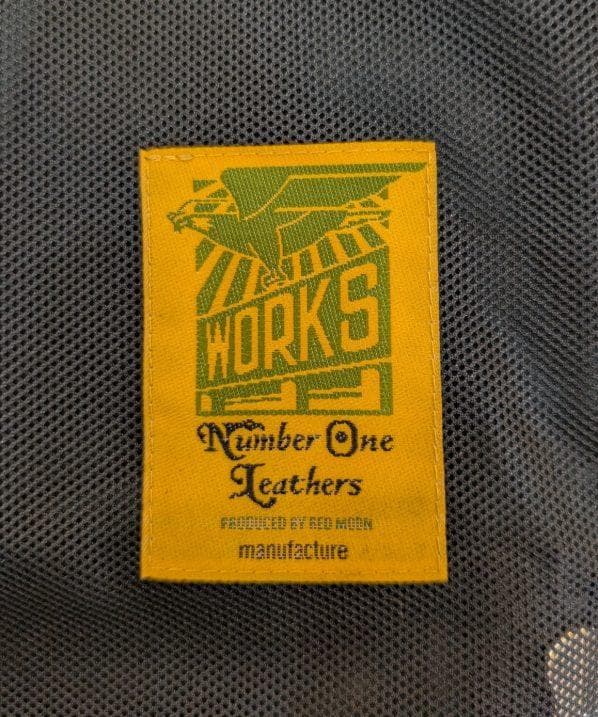 WORKS
Number One
Leathers
PRODUCED BY RED MOON
manufacture